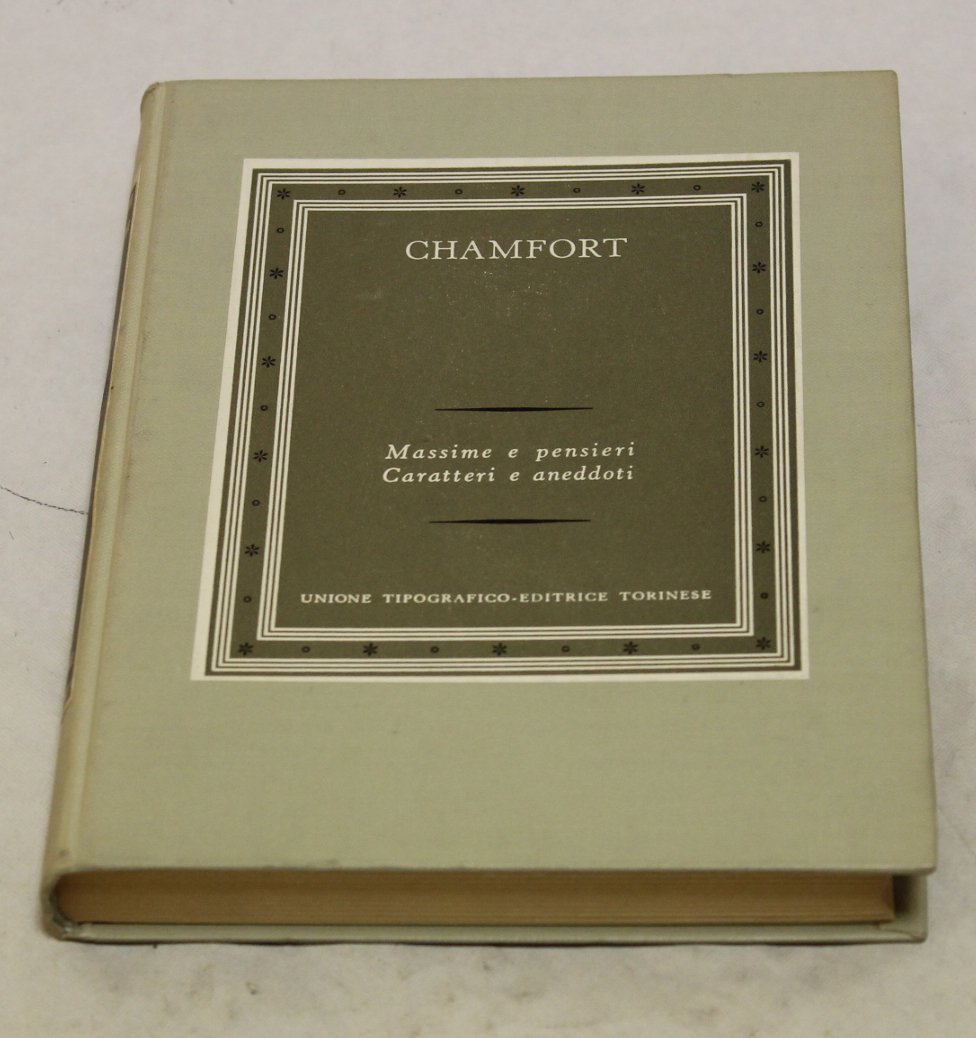 CHAMFORT
Massime e pensieri
Caratteri e aneddoti
UNIONE TIPOGRAFICO-EDITRICE TORINESE